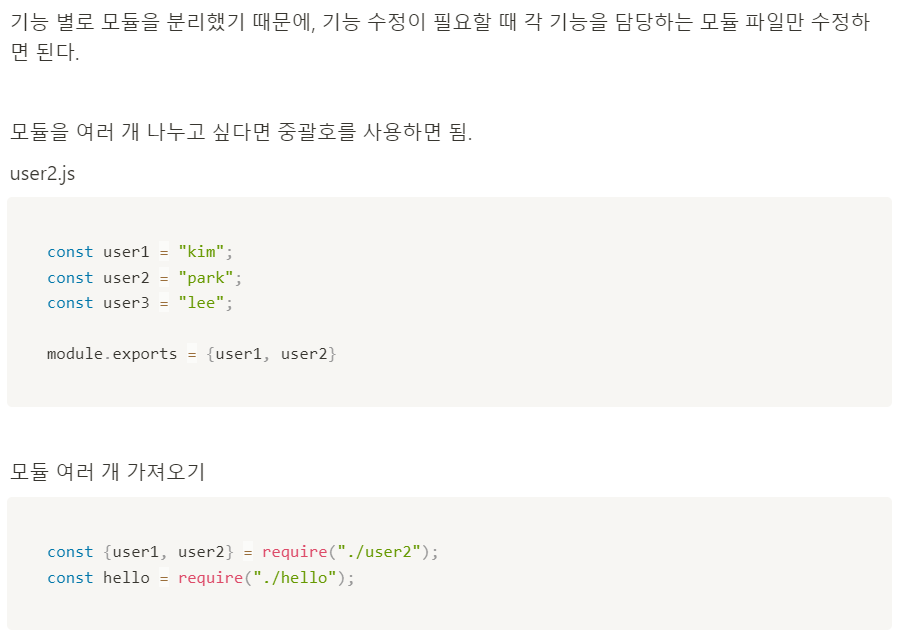 기능 별로 모듈을 분리했기 때문에, 기능 수정이 필요할 때 각 기능을 담당하는 모듈 파일만 수정하
면 된다.
모듈을 여러 개 나누고 싶다면 중괄호를 사용하면 됨.
user2.js
const user1 = "kim";
const user2 = "park";
const user3 = "lee";
module.exports = {user1, user2}
모듈 여러 개 가져오기
const {user1, user2} = require("./user2");
const hello = require("./hello");